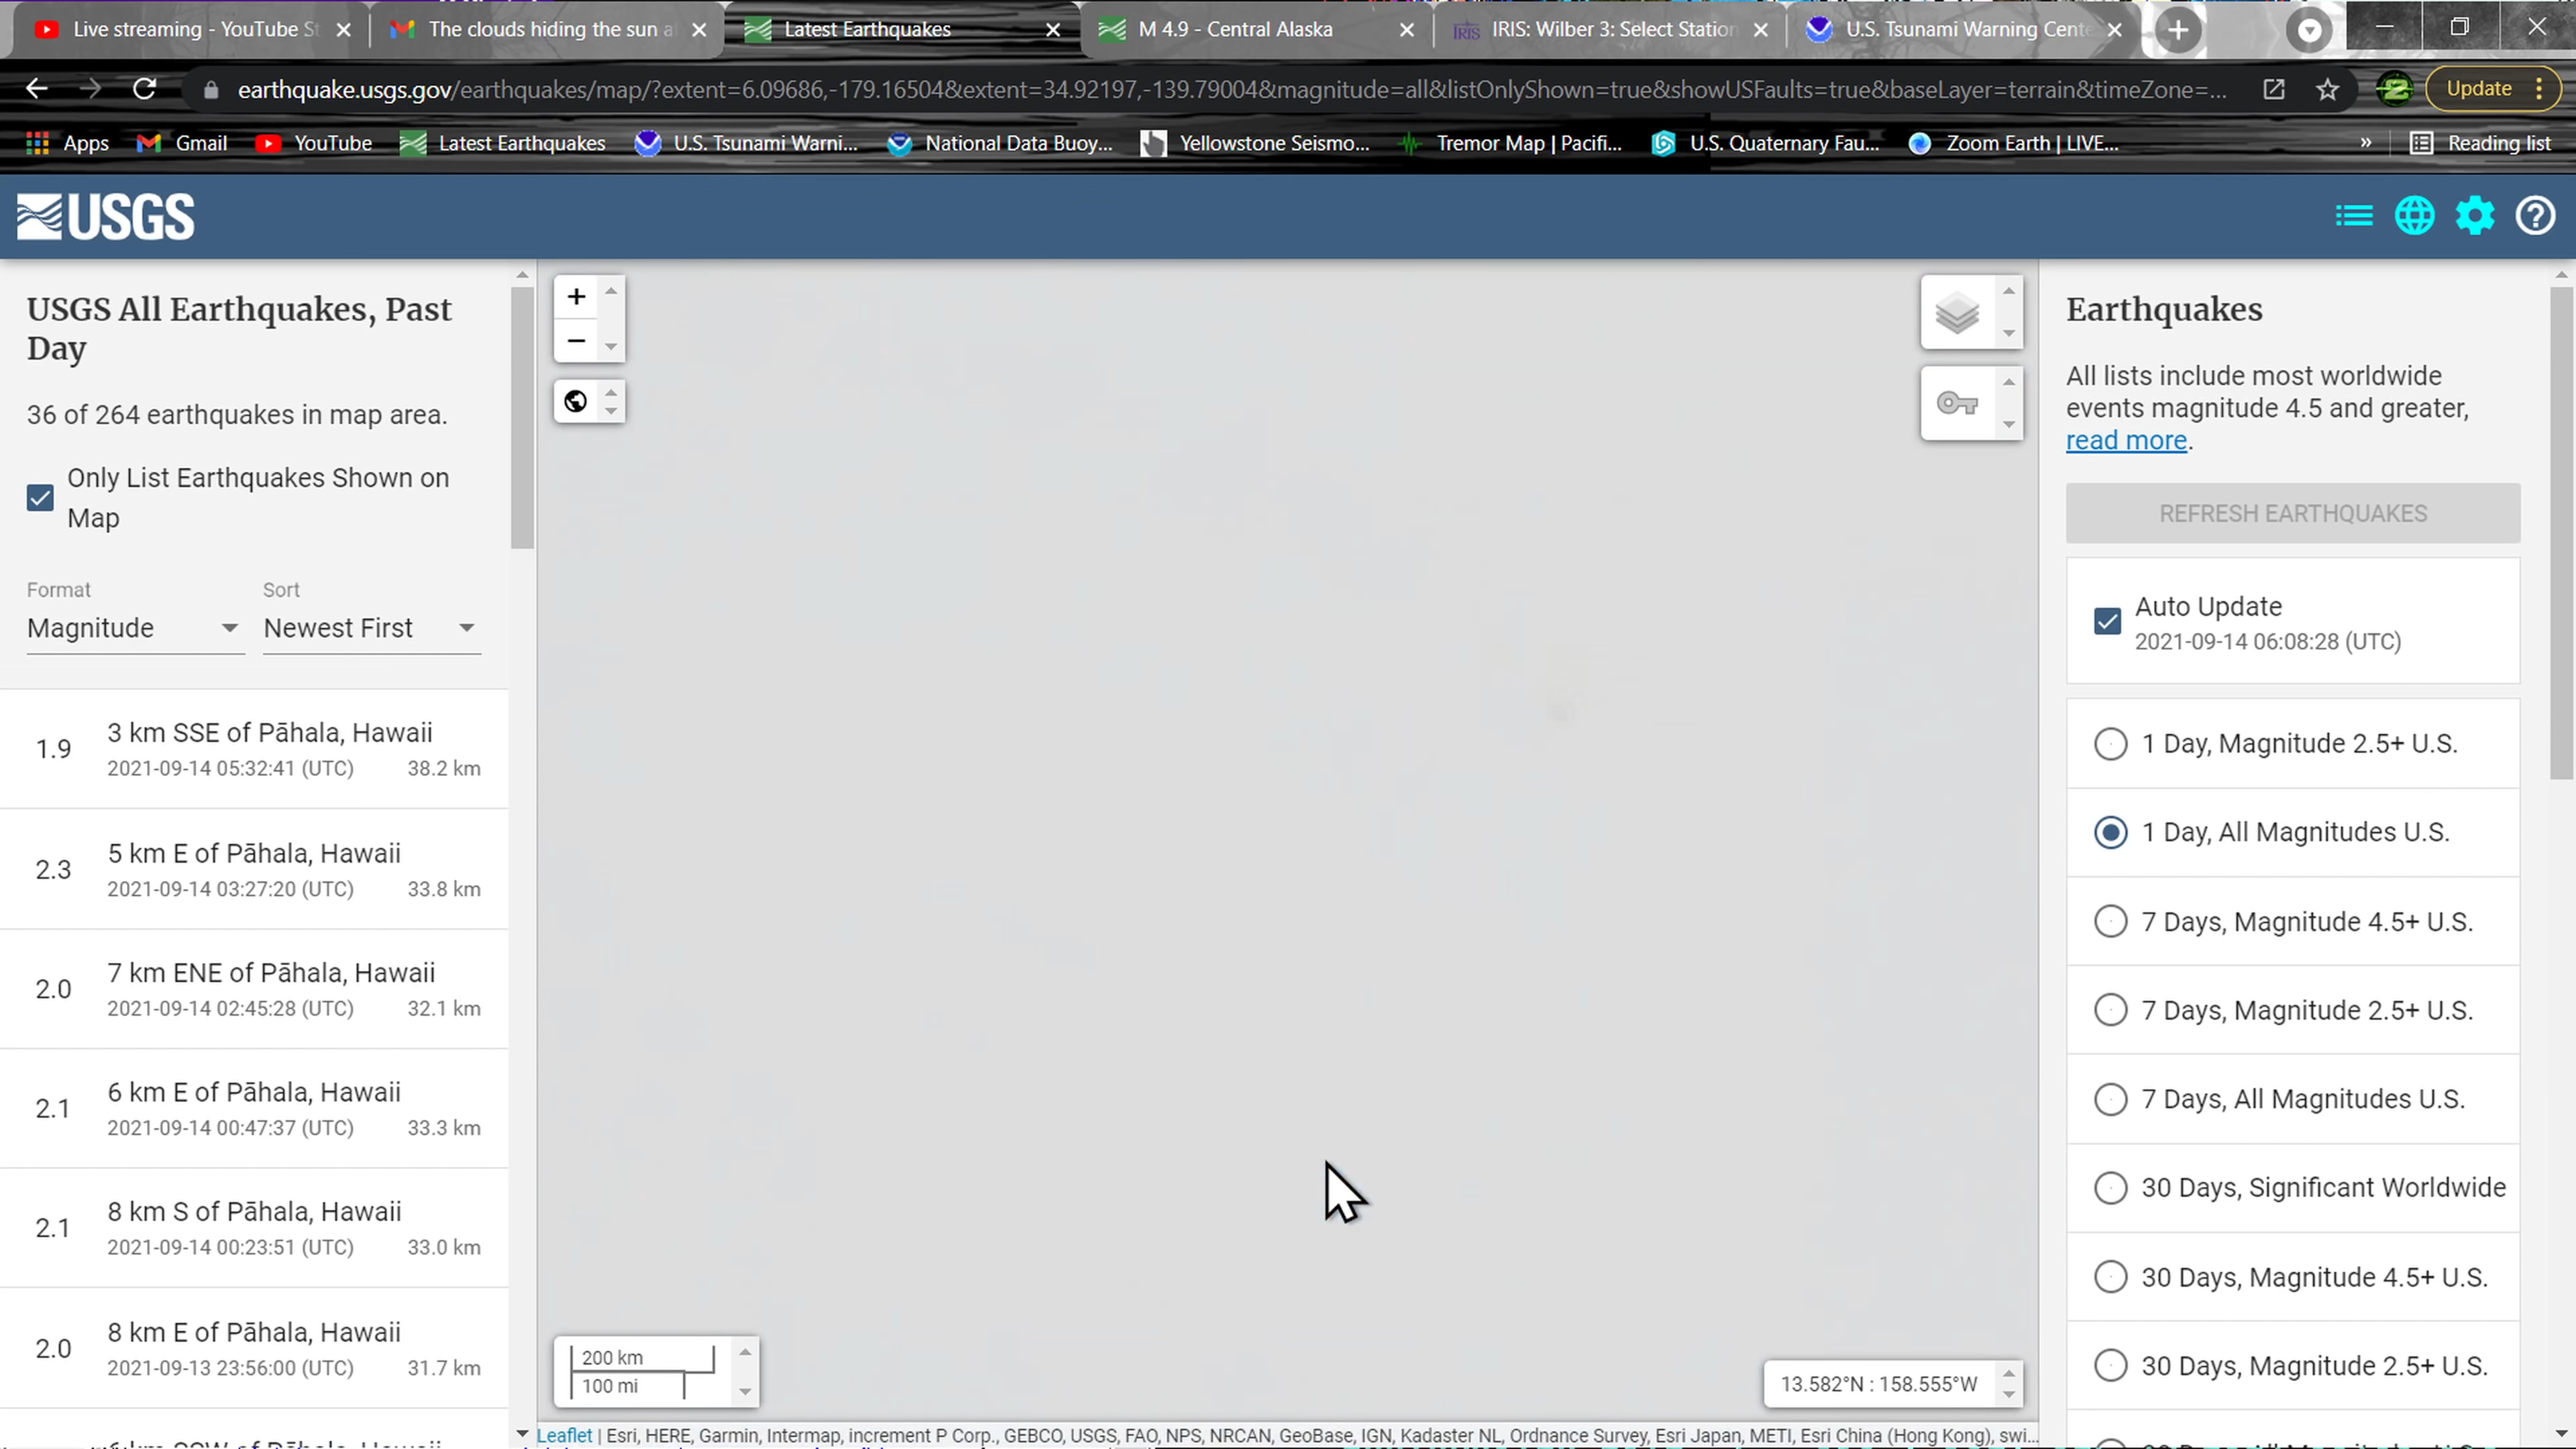 Live streaming - YouTube S
The clouds hiding the sun a
Latest Earthquakes
M 4.9 - Central Alaska
IRIS: Wilber 3: Select Station
U.S. Tsunami Warning Cente
earthquake.usgs.gov/earthquakes/map/?extent=6.09686,-179.16504&extent=34.92197,-139.79004&magnitude=all&listOnlyShown=true&showUSFaults=true&baseLayer=terrain&timeZone=...
Update
Apps
Gmail
YouTube
Latest Earthquakes
U.S. Tsunami Warni...
National Data Buoy...
Yellowstone Seismo...
Tremor Map | Pacifi...
U.S. Quaternary Fau...
Zoom Earth | LIVE...
»
Reading list
USGS
USGS All Earthquakes, Past
Day
36 of 264 earthquakes in map area.
Only List Earthquakes Shown on
Map
Format
Sort
Magnitude
Newest First
1.9
3 km SSE of Pāhala, Hawaii
2021-09-14 05:32:41 (UTC) 38.2 km
2.3
5 km E of Pāhala, Hawaii
2021-09-14 03:27:20 (UTC) 33.8 km
2.0
7 km ENE of Pāhala, Hawaii
2021-09-14 02:45:28 (UTC) 32.1 km
2.1
6 km E of Pāhala, Hawaii
2021-09-14 00:47:37 (UTC) 33.3 km
2.1
8 km S of Pāhala, Hawaii
2021-09-14 00:23:51 (UTC) 33.0 km
2.0
8 km E of Pāhala, Hawaii
2021-09-13 23:56:00 (UTC) 31.7 km
+
−
200 km
100 mi
13.582°N : 158.555°W
Leaflet | Esri, HERE, Garmin, Intermap, increment P Corp., GEBCO, USGS, FAO, NPS, NRCAN, GeoBase, IGN, Kadaster NL, Ordnance Survey, Esri Japan, METI, Esri China (Hong Kong), swi...
Earthquakes
All lists include most worldwide
events magnitude 4.5 and greater,
read more.
REFRESH EARTHQUAKES
Auto Update
2021-09-14 06:08:28 (UTC)
1 Day, Magnitude 2.5+ U.S.
1 Day, All Magnitudes U.S.
7 Days, Magnitude 4.5+ U.S.
7 Days, Magnitude 2.5+ U.S.
7 Days, All Magnitudes U.S.
30 Days, Significant Worldwide
30 Days, Magnitude 4.5+ U.S.
30 Days, Magnitude 2.5+ U.S.